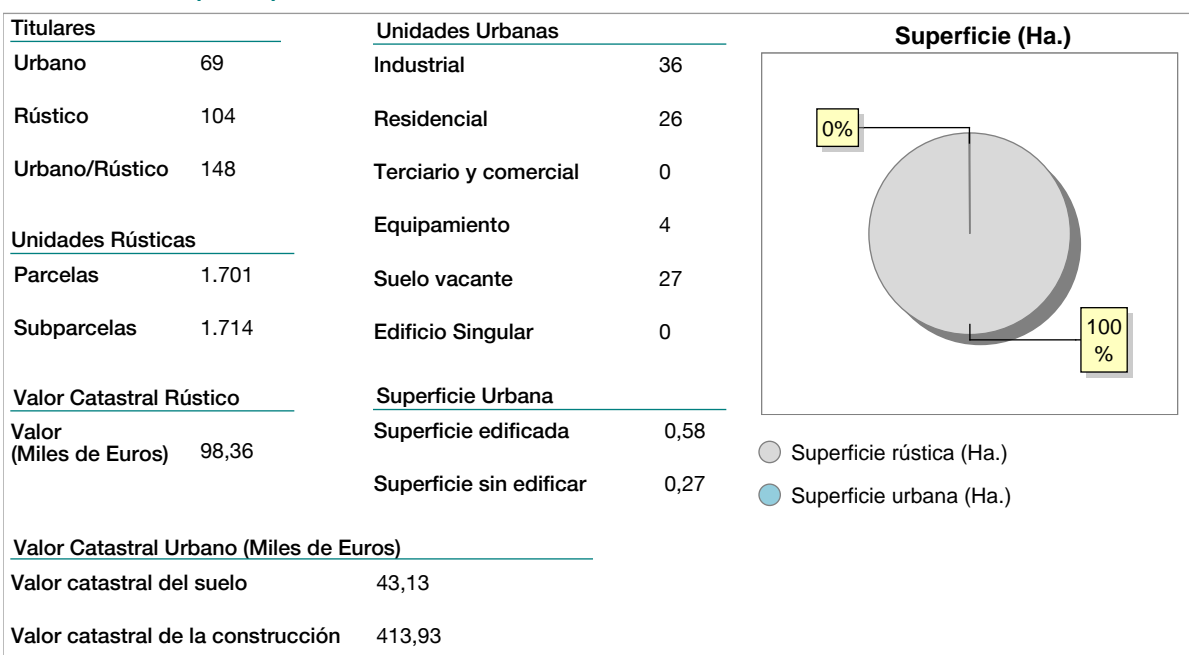 Titulares
Urbano 69
Rústico 104
Urbano/Rústico 148
Unidades Rústicas
Parcelas 1.701
Subparcelas 1.714
Valor Catastral Rústico
Valor
(Miles de Euros) 98,36
Unidades Urbanas
Industrial 36
Residencial 26
Terciario y comercial 0
Equipamiento 4
Suelo vacante 27
Edificio Singular 0
Superficie Urbana
Superficie edificada 0,58
Superficie sin edificar 0,27
Valor Catastral Urbano (Miles de Euros)
Valor catastral del suelo 43,13
Valor catastral de la construcción 413,93
Superficie (Ha.)
0%
100
%
Superficie rústica (Ha.)
Superficie urbana (Ha.)